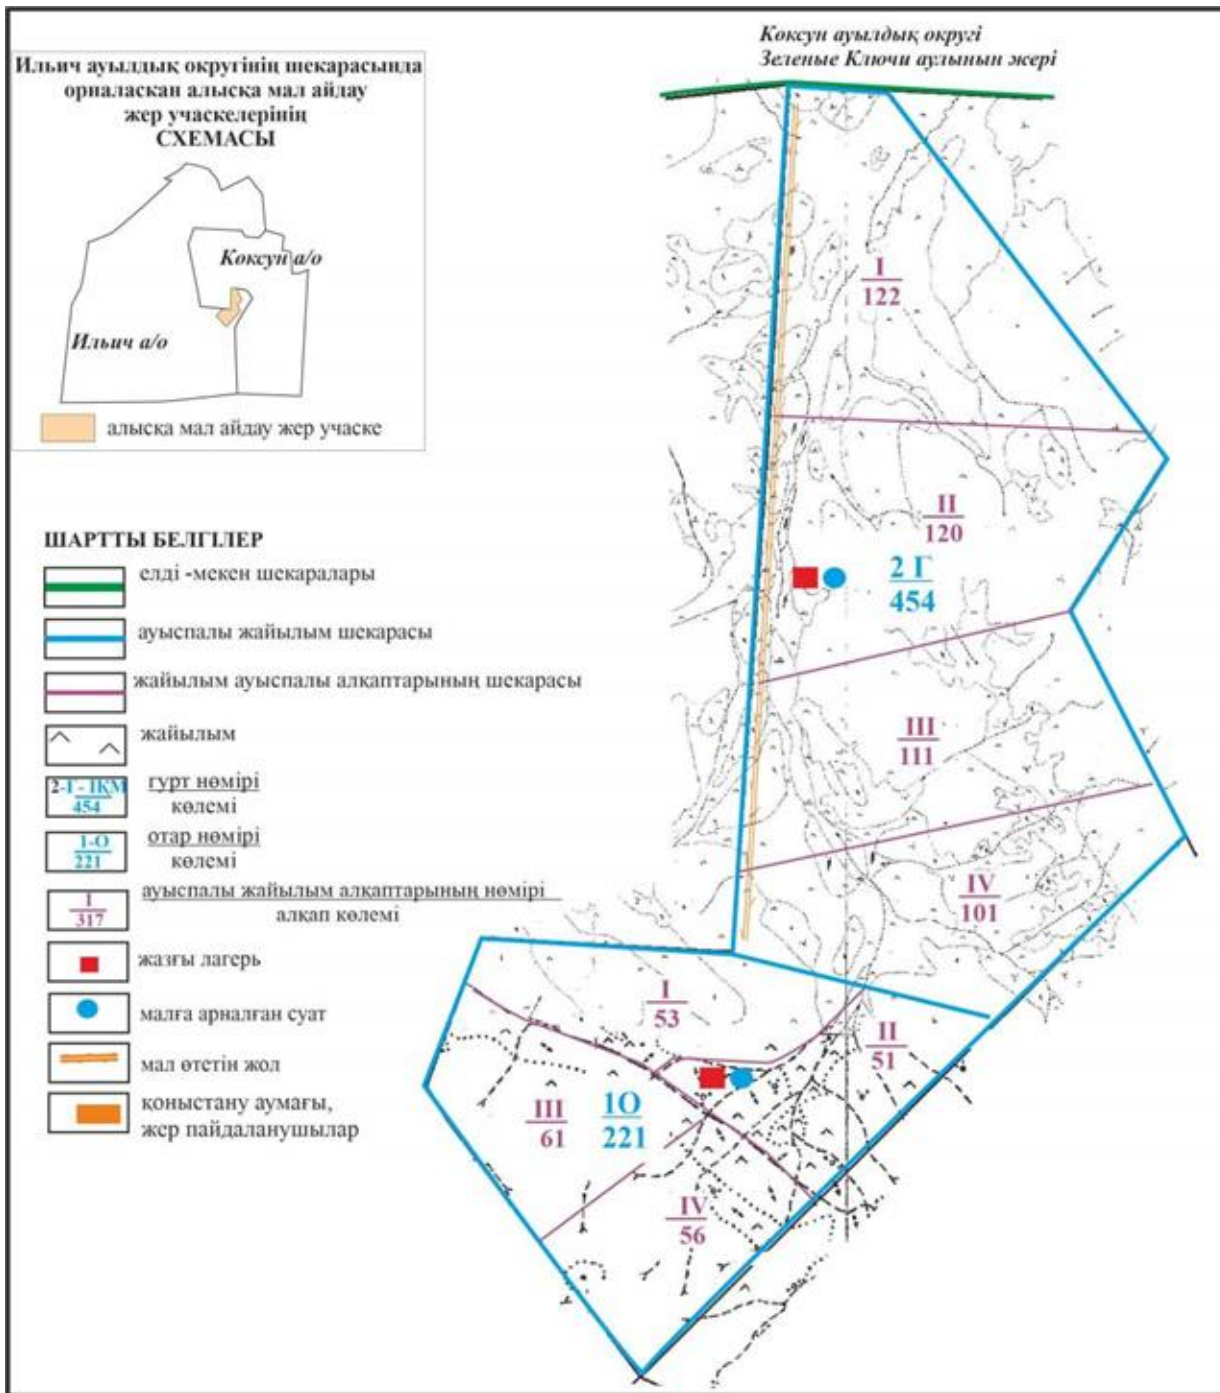 Коксун ауылдық округі
Зеленые Ключи аулынын жері
Ильич ауылдық округінің шекарасында
орналаскан алысқа мал айдау
жер учаскелерінің
СХЕМАСЫ
Коксун а/о
Ильич а/о
алысқа мал айдау жер учаске
I
122
II
120
2 Г
454
III
111
IV
101
I
53
II
51
III
61
1О
221
IV
56
ШАРТТЫ БЕЛГІЛЕР
елді -мекен шекаралары
ауыспалы жайылым шекарасы
жайылым ауыспалы алқаптарының шекарасы
жайылым
2-Г - ІҚМ
454
гурт нөмірі
көлемі
1-О
221
отар нөмірі
көлемі
I
317
ауыспалы жайылым алқаптарының нөмірі
алқап көлемі
жазғы лагерь
малға арналған суат
мал өтетін жол
қоныстану аумағы,
жер пайдаланушылар